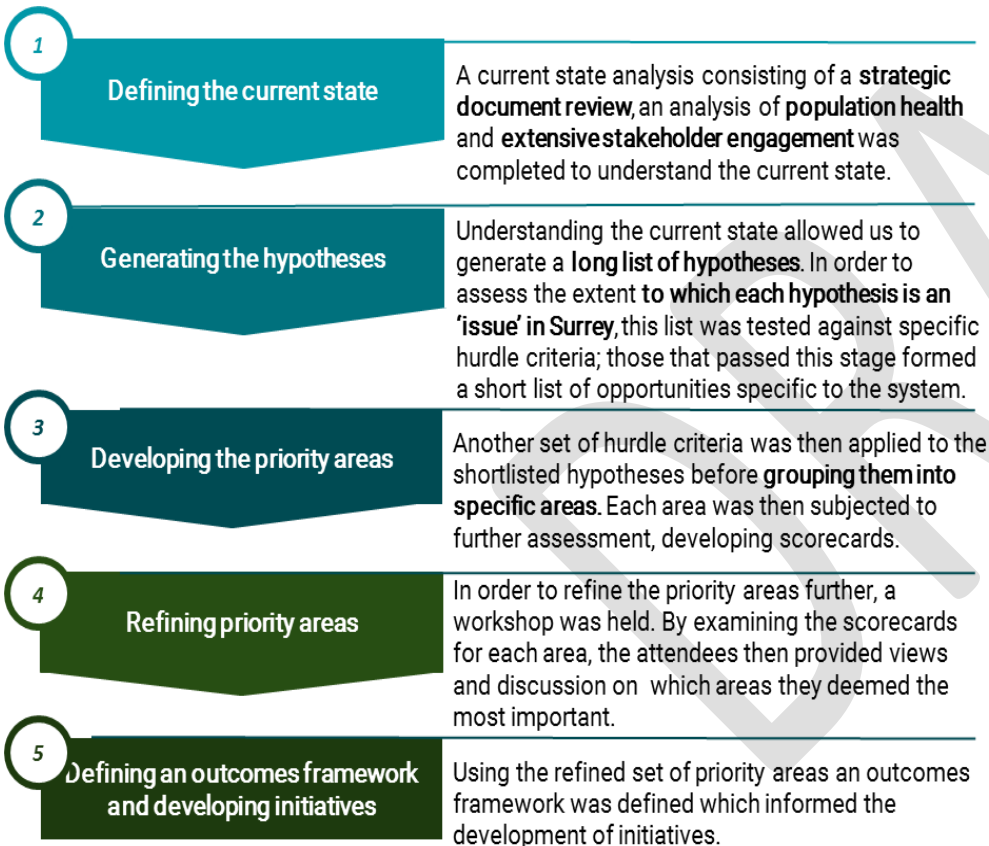 1
Defining the current state
A current state analysis consisting of a strategic
document review, an analysis of population health
and extensive stakeholder engagement was
completed to understand the current state.
2
Generating the hypotheses
Understanding the current state allowed us to
generate a long list of hypotheses. In order to
assess the extent to which each hypothesis is an
‘issue’ in Surrey, this list was tested against specific
hurdle criteria; those that passed this stage formed
a short list of opportunities specific to the system.
3
Developing the priority areas
Another set of hurdle criteria was then applied to the
shortlisted hypotheses before grouping them into
specific areas. Each area was then subjected to
further assessment, developing scorecards.
4
Refining priority areas
In order to refine the priority areas further, a
workshop was held. By examining the scorecards
for each area, the attendees then provided views
and discussion on which areas they deemed the
most important.
5
Defining an outcomes framework
and developing initiatives
Using the refined set of priority areas an outcomes
framework was defined which informed the
development of initiatives.